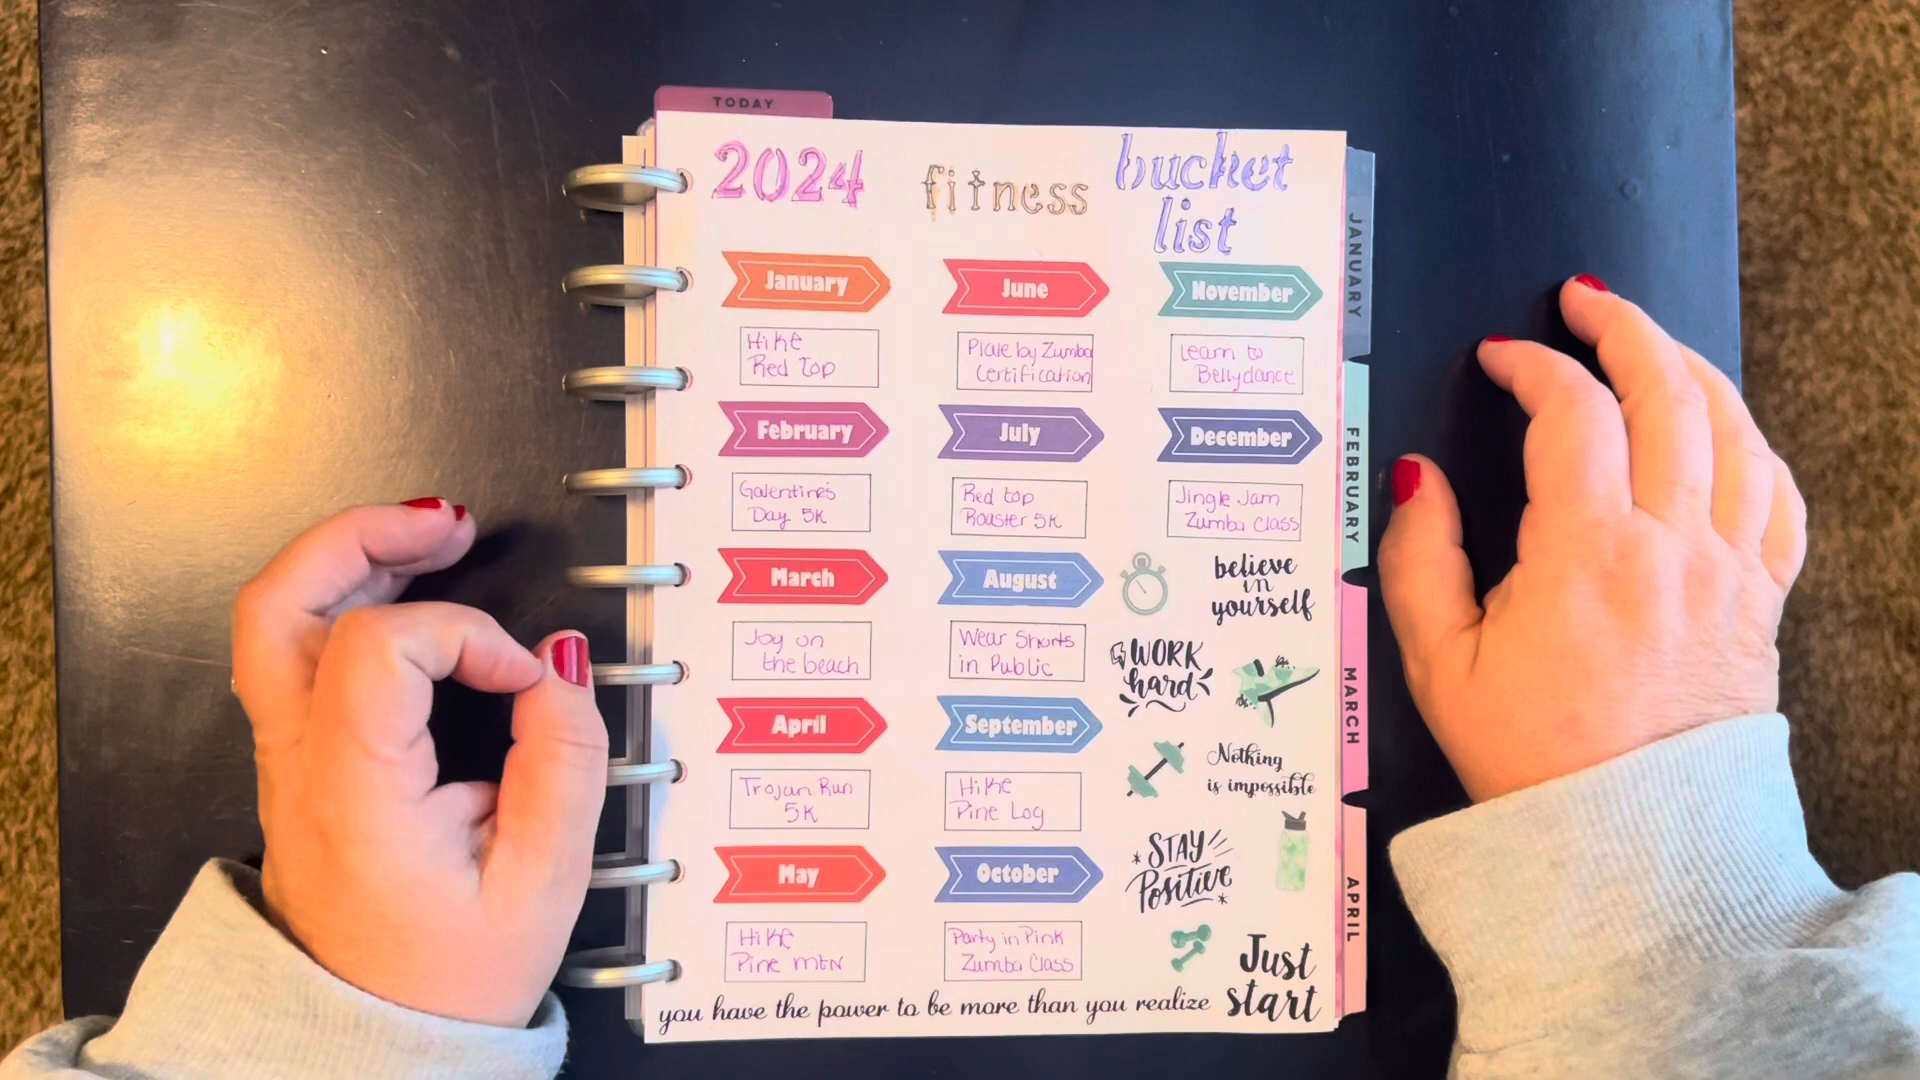 TODAY
2024 fitness bucket
list
January
Hike
Red Top
February
Galentine's
Day 5K
March
Joy on
the beach
April
Trojan Run
5K
May
Hike
Pine mtn
June
Plate by Zumba
Certification
July
Red top
Roaster 5K
August
Wear Shorts
in Public
September
Hike
Pine Log
October
Party in Pink
Zumba Class
November
Learn to
Bellydance
December
Jingle Jam
Zumba Class
believe
in
yourself
WORK
hard
Nothing
is impossible
STAY
Positive
Just
start
you have the power to be more than you realize
JANUARY
FEBRUARY
MARCH
APRIL